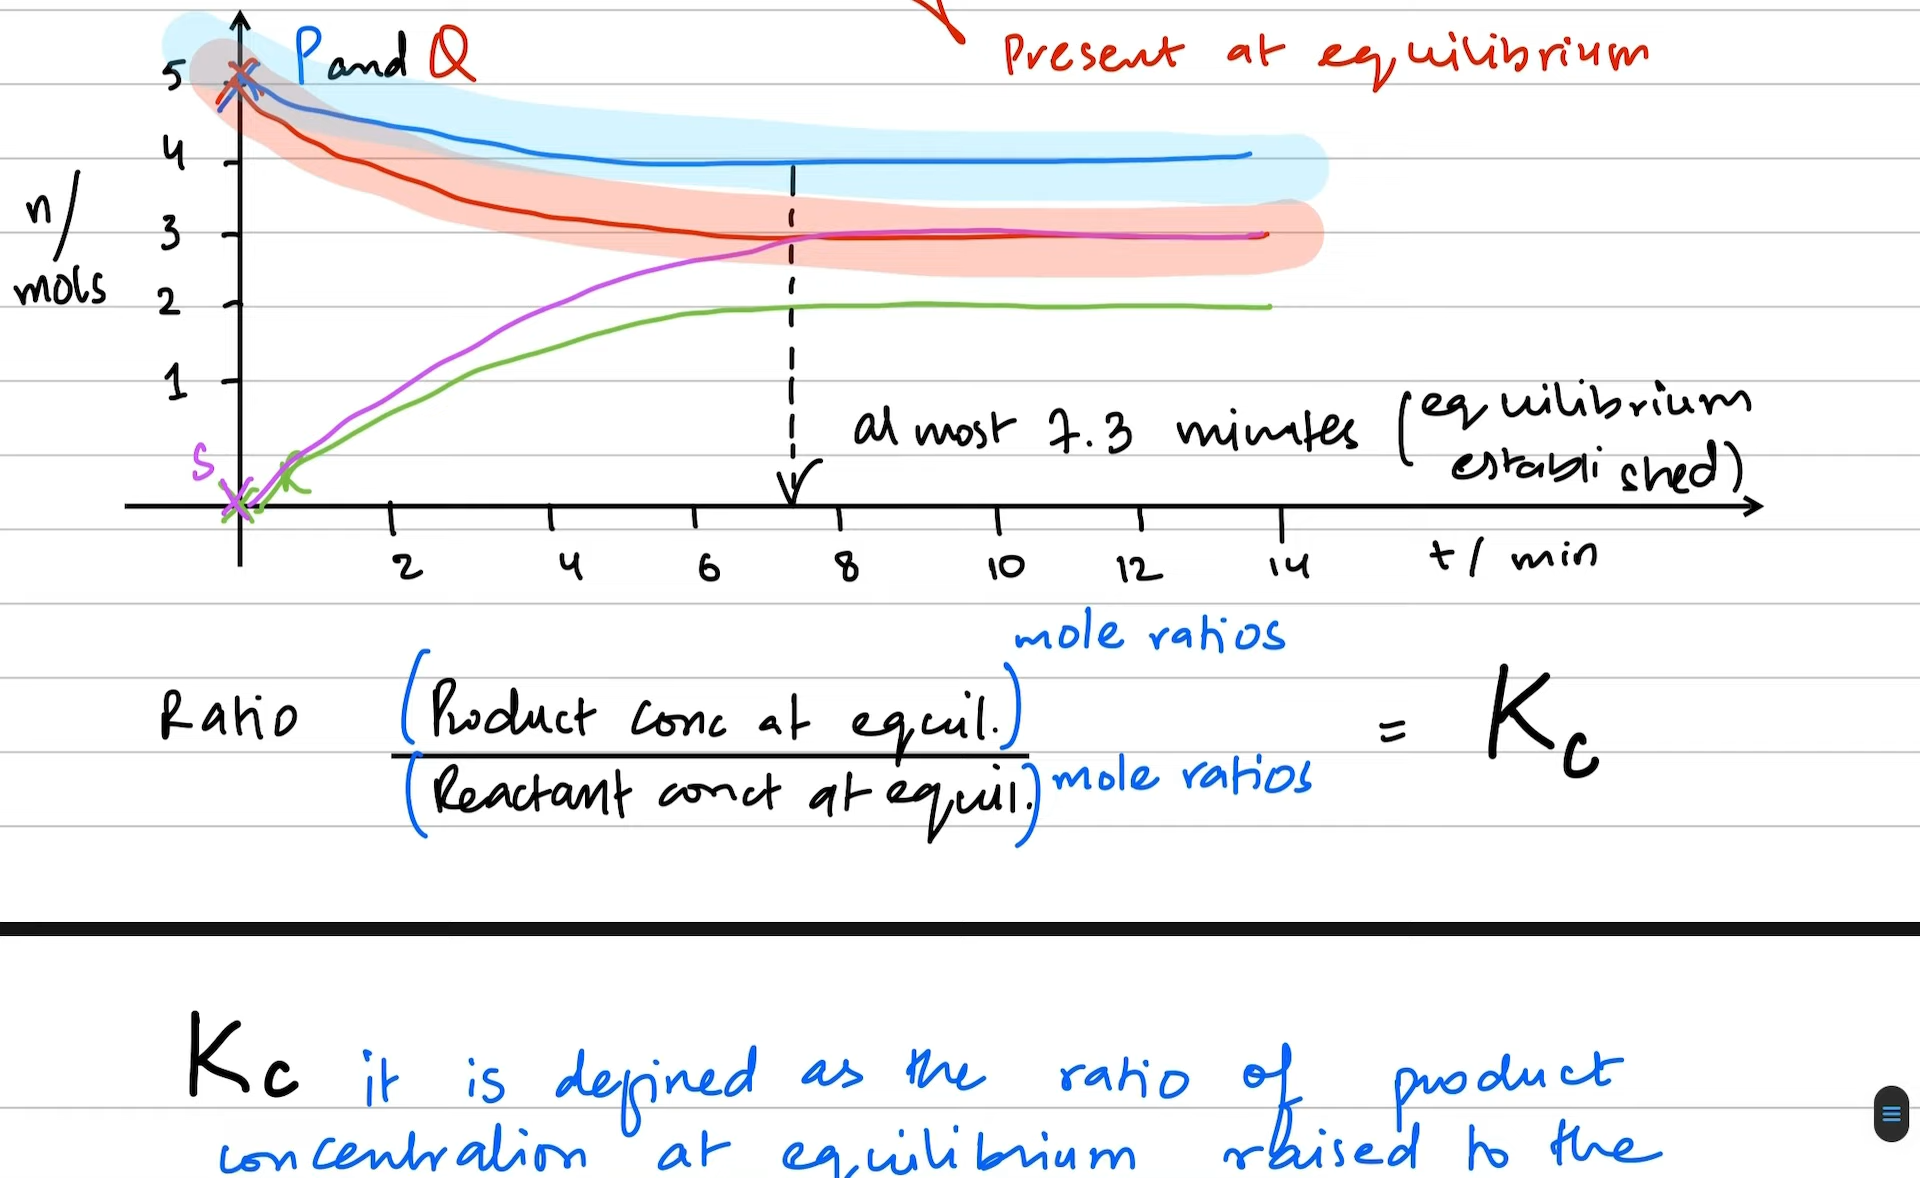 Present at equilibrium
P and Q
5
4
3
2
1
n/
mols
S
R
almost 7.3 minutes (equilibrium
established)
2 4 6 8 10 12 14 t/ min
mole ratios
Ratio (Product conc at equil.)
= Kc
(Reactant conct at equil.) mole ratios
Kc it is defined as the ratio of product
concentration at equilibrium raised to the